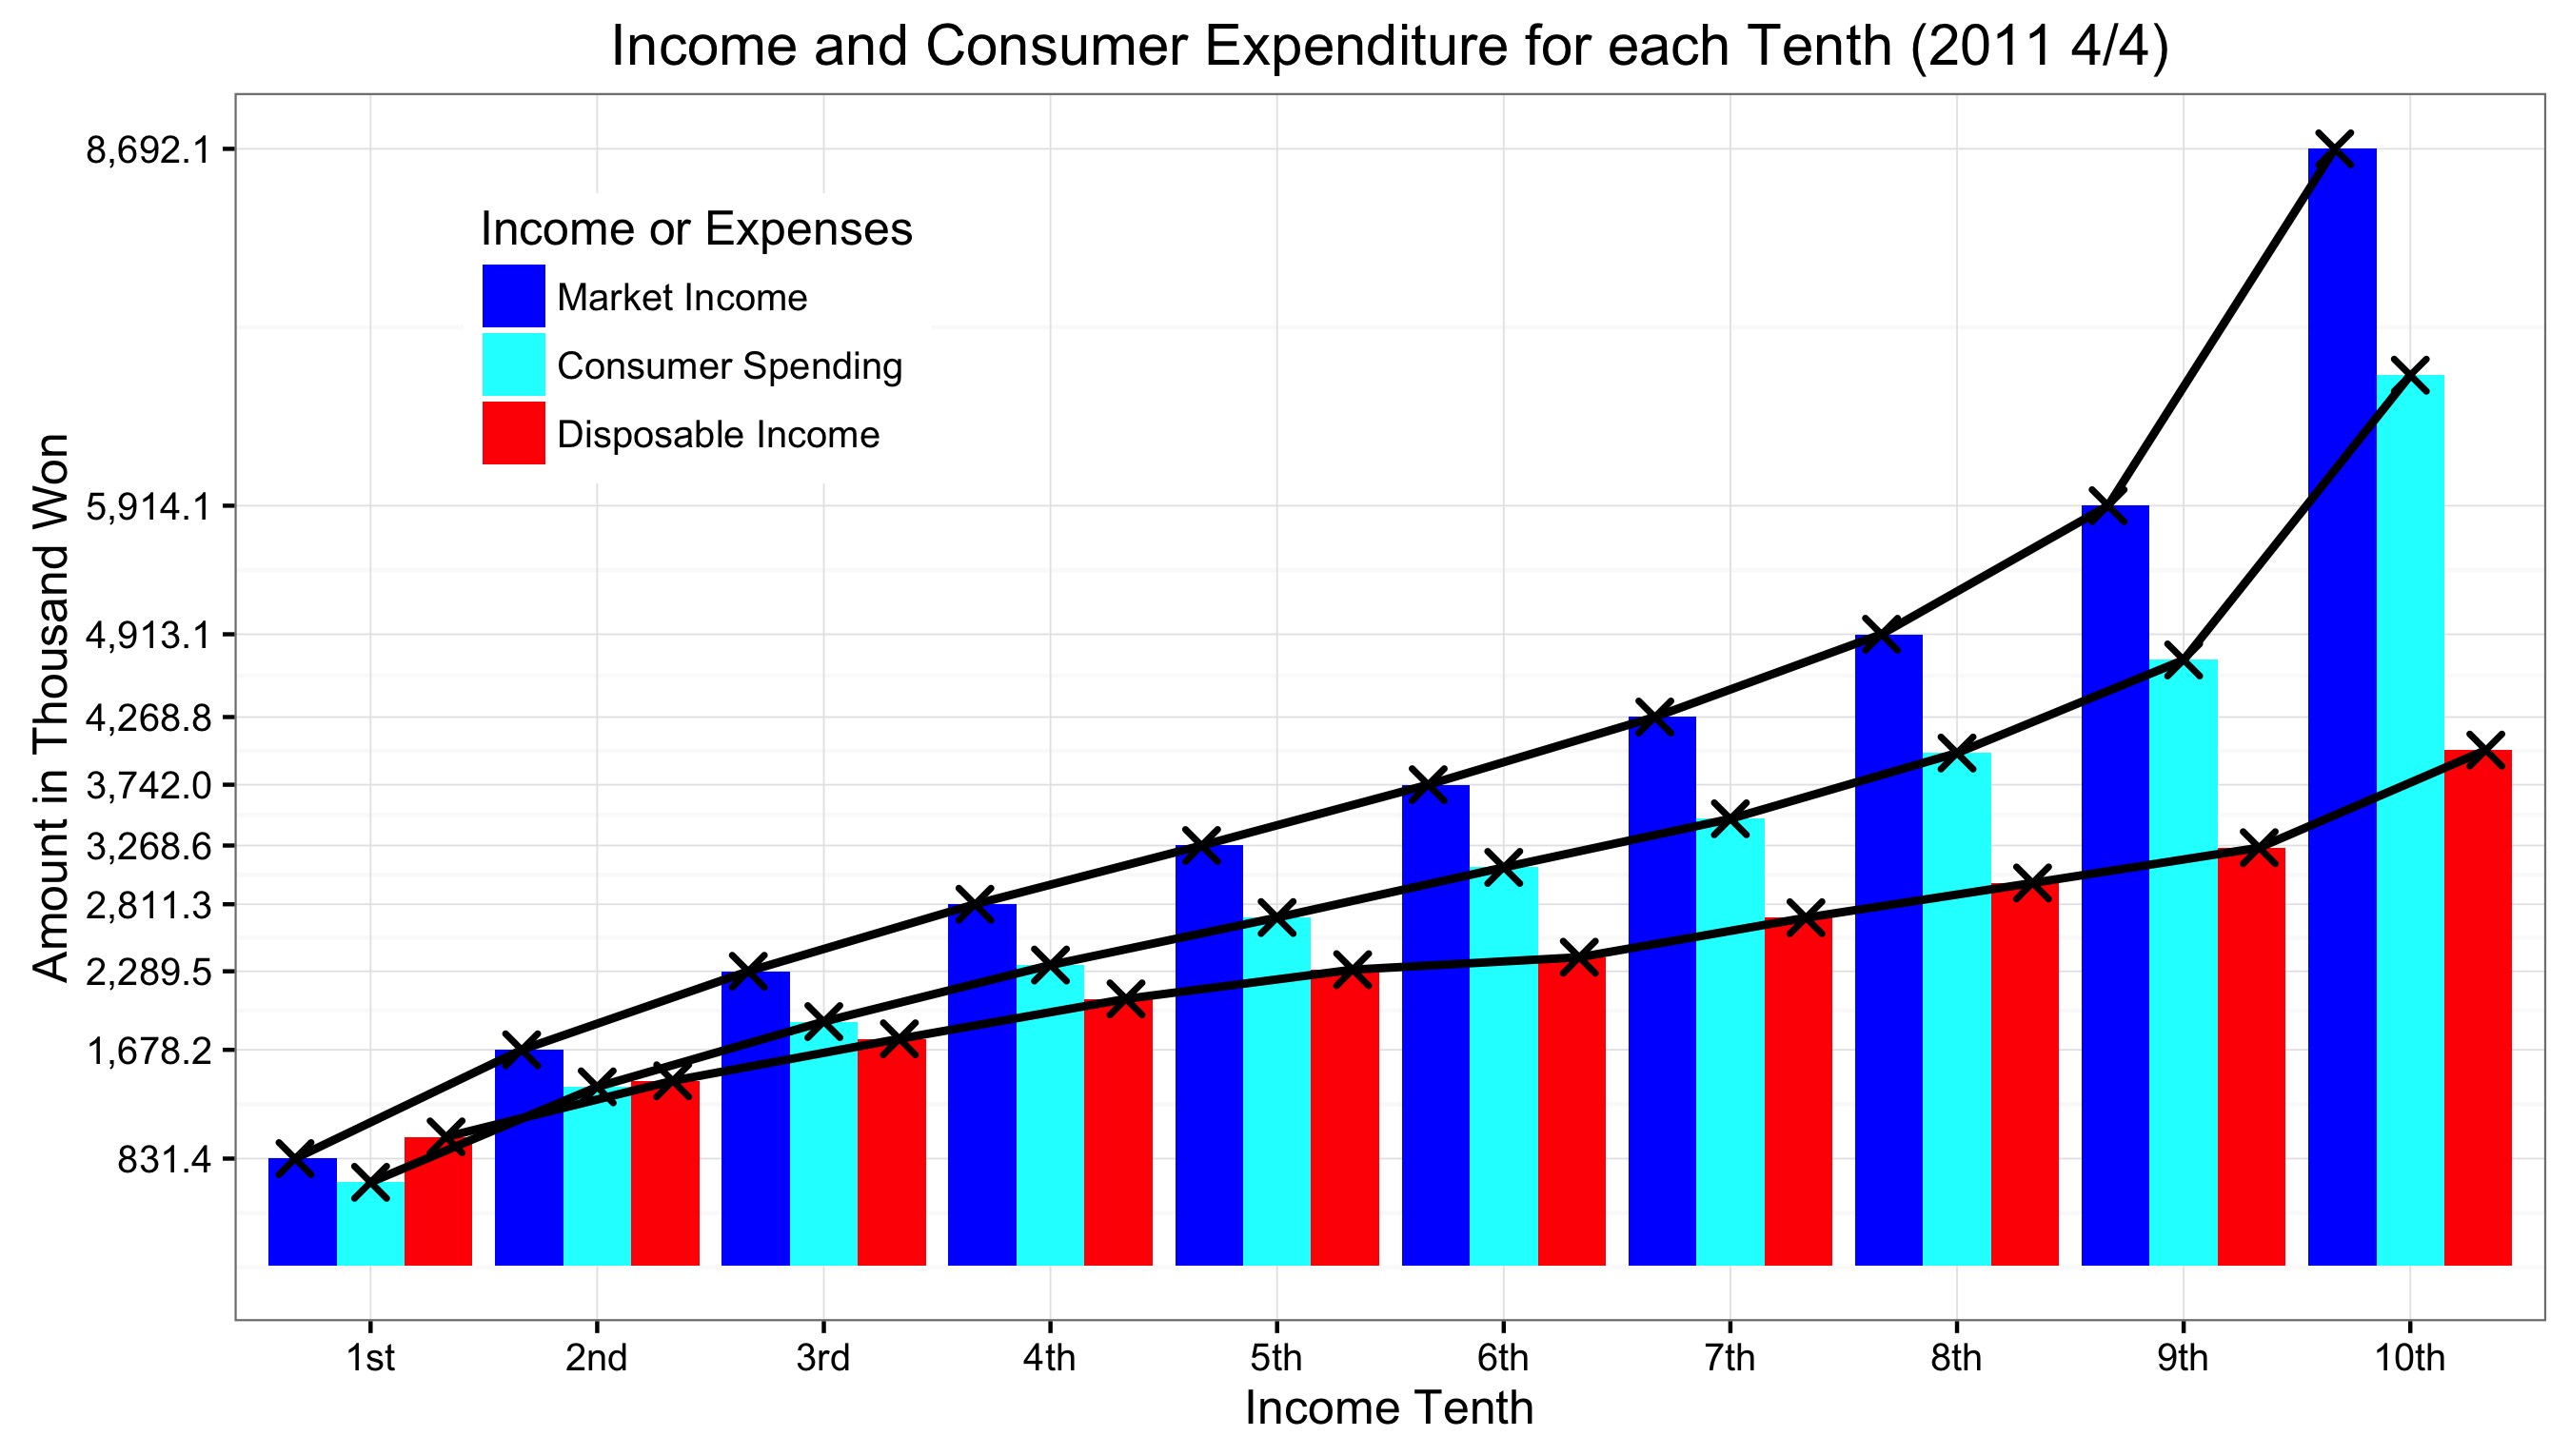 Income and Consumer Expenditure for each Tenth (2011 4/4)
Income or Expenses
Market Income
Consumer Spending
Disposable Income
Amount in Thousand Won
8,692.1
5,914.1
4,913.1
4,268.8
3,742.0
3,268.6
2,811.3
2,289.5
1,678.2
831.4
1st 2nd 3rd 4th 5th 6th 7th 8th 9th 10th
Income Tenth